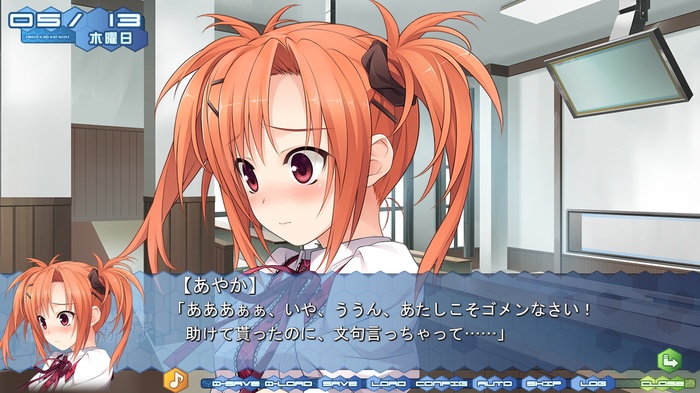 05/13
木曜日
【あやか】
「あああぁぁ、いや、ううん、あたしこそゴメンなさい!
助けて貰ったのに、文句言っちゃって……」
Q-SAVE Q-LOAD SAVE LOAD CONFIG AUTO SKIP LOG CLOSE